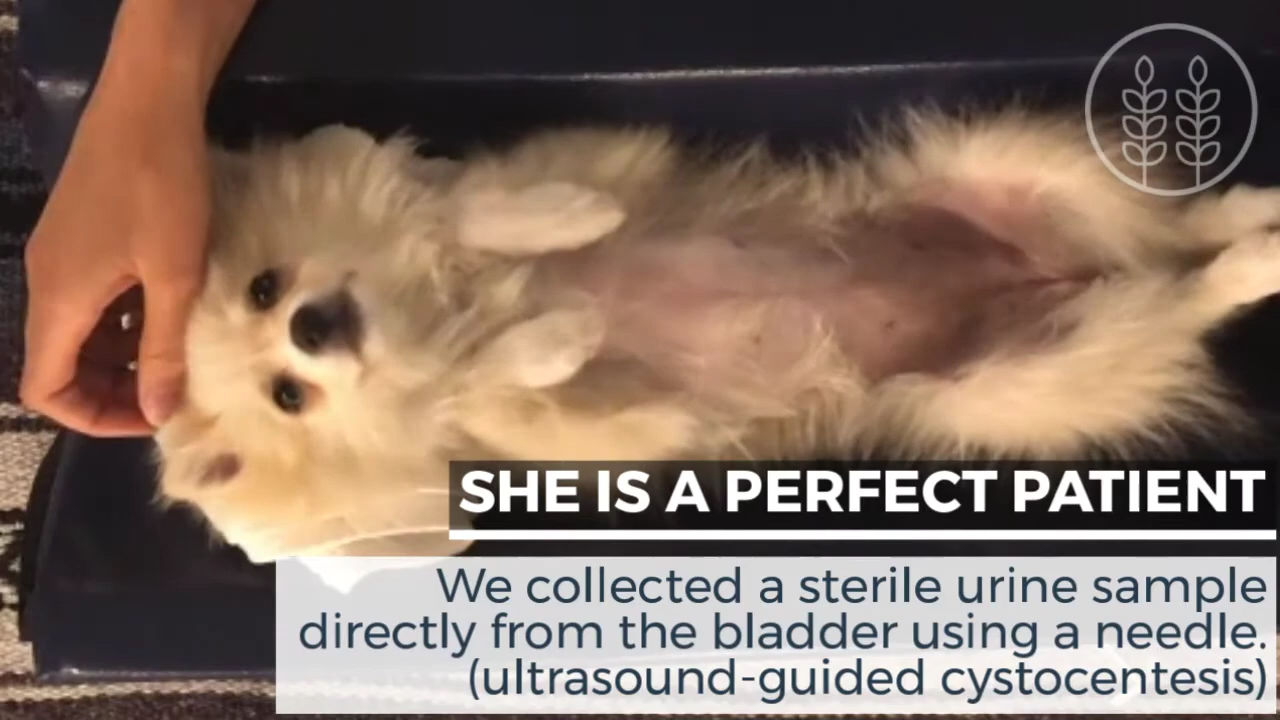 SHE IS A PERFECT PATIENT
We collected a sterile urine sample
directly from the bladder using a needle.
(ultrasound-guided cystocentesis)